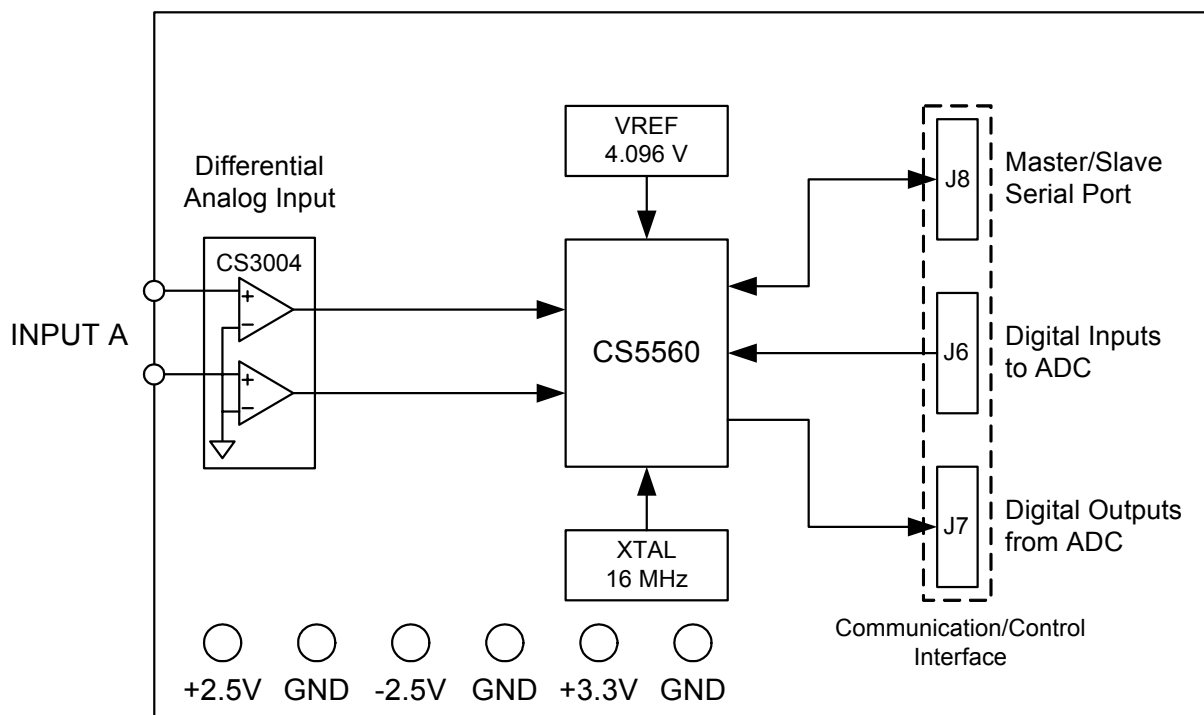 VREF
4.096 V
Differential
Analog Input
J8
Master/Slave
Serial Port
CS3004
+
−
INPUT A
+
−
CS5560
J6
Digital Inputs
to ADC
J7
Digital Outputs
from ADC
XTAL
16 MHz
Communication/Control
Interface
+2.5V GND -2.5V GND +3.3V GND